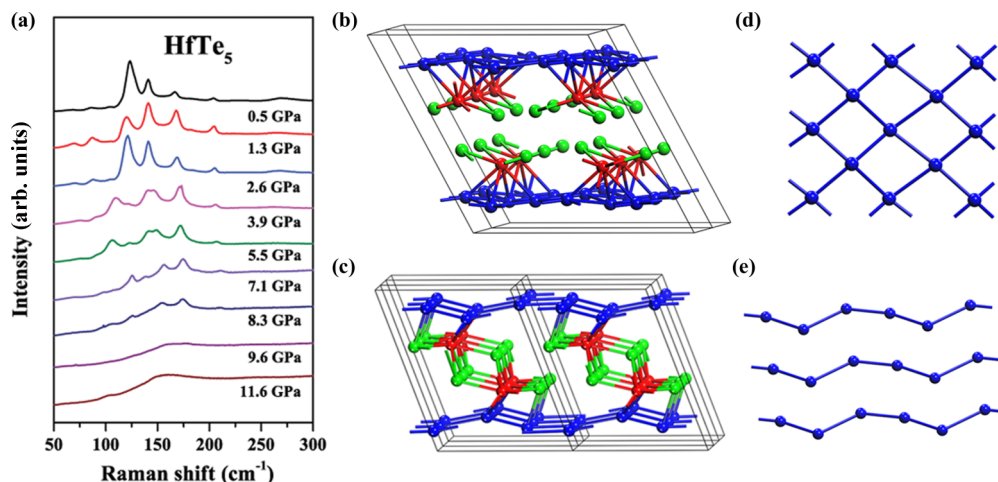 (a)
HfTe5
0.5 GPa
1.3 GPa
2.6 GPa
3.9 GPa
5.5 GPa
7.1 GPa
8.3 GPa
9.6 GPa
11.6 GPa
Intensity (arb. units)
50 100 150 200 250 300
Raman shift (cm-1)
(b)
(c)
(d)
(e)